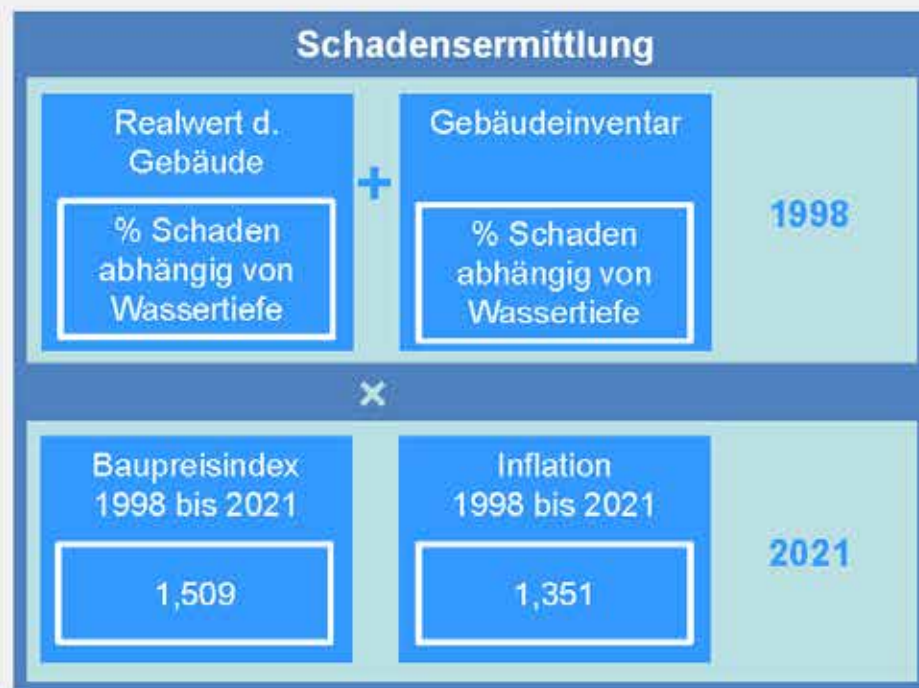 Schadensermittlung
Realwert d.
Gebäude
% Schaden
abhängig von
Wassertiefe
+
Gebäudeinventar
% Schaden
abhängig von
Wassertiefe
1998
×
Baupreisindex
1998 bis 2021
1,509
Inflation
1998 bis 2021
1,351
2021